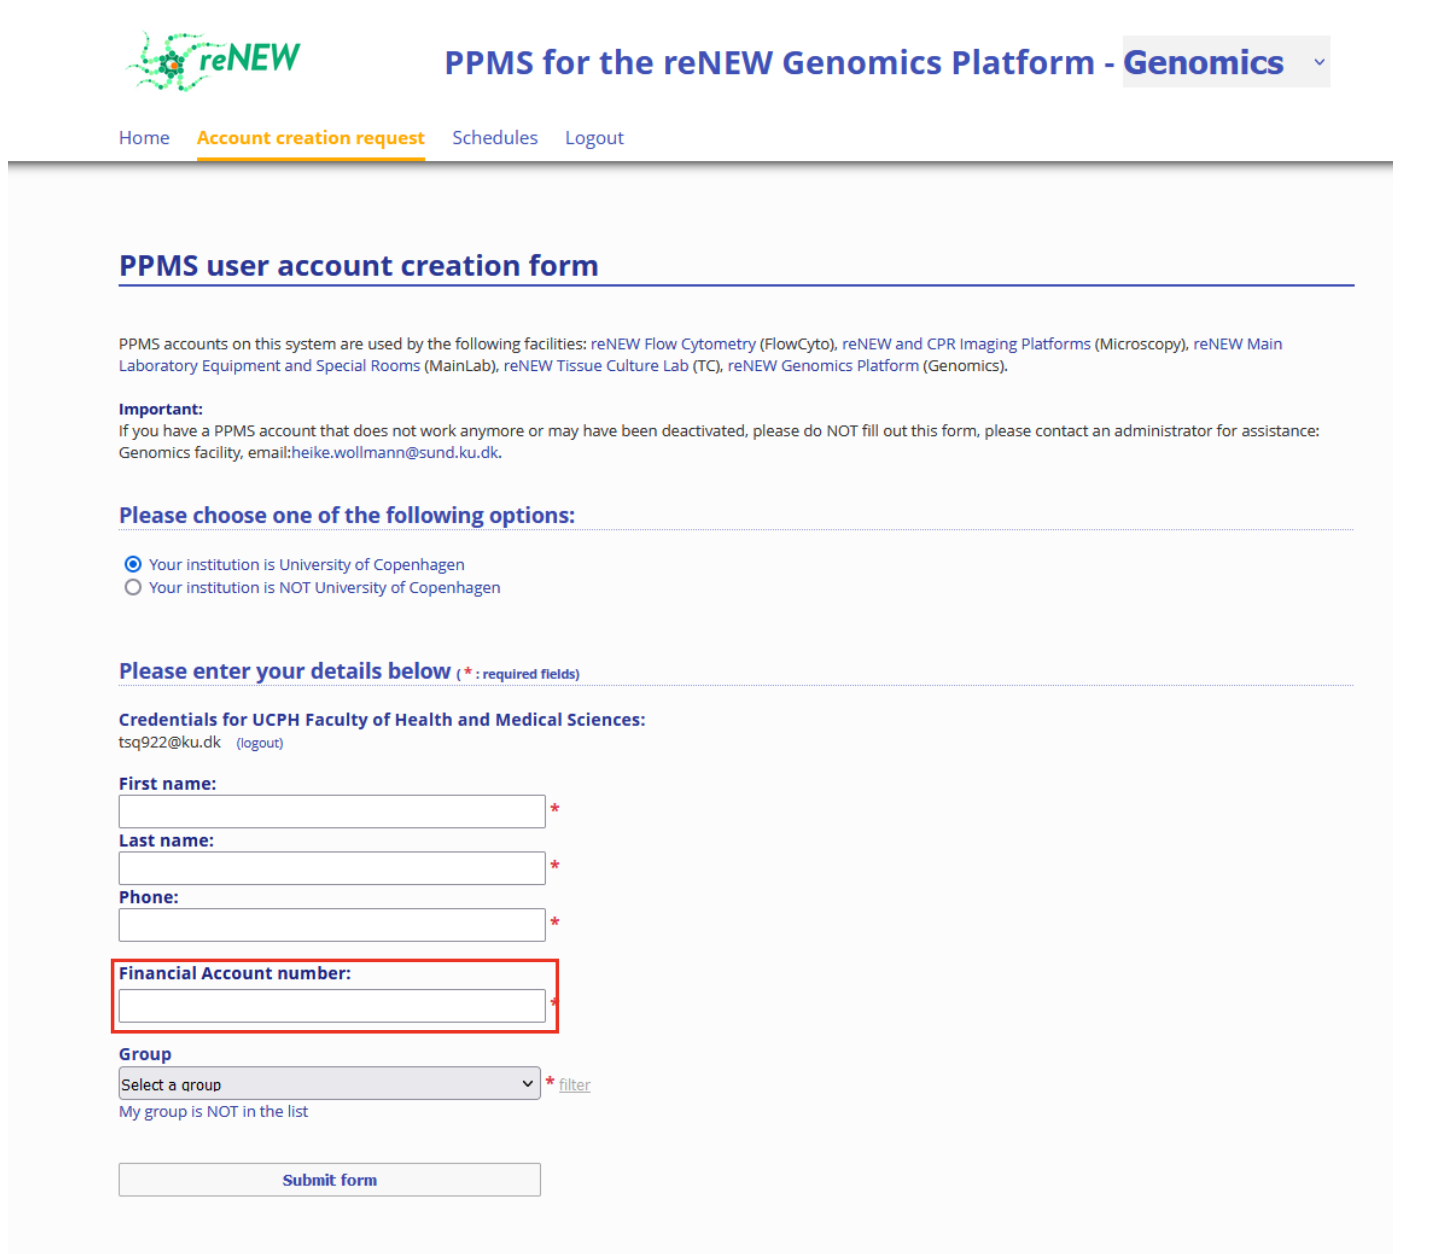 reNEW
PPMS for the reNEW Genomics Platform - Genomics
Home Account creation request Schedules Logout
PPMS user account creation form
PPMS accounts on this system are used by the following facilities: reNEW Flow Cytometry (FlowCyto), reNEW and CPR Imaging Platforms (Microscopy), reNEW Main
Laboratory Equipment and Special Rooms (MainLab), reNEW Tissue Culture Lab (TC), reNEW Genomics Platform (Genomics).
Important:
If you have a PPMS account that does not work anymore or may have been deactivated, please do NOT fill out this form, please contact an administrator for assistance:
Genomics facility, email:heike.wollmann@sund.ku.dk.
Please choose one of the following options:
Your institution is University of Copenhagen
Your institution is NOT University of Copenhagen
Please enter your details below ( * : required fields)
Credentials for UCPH Faculty of Health and Medical Sciences:
tsq922@ku.dk (logout)
First name:
*
Last name:
*
Phone:
*
Financial Account number:
*
Group
Select a group * filter
My group is NOT in the list
Submit form